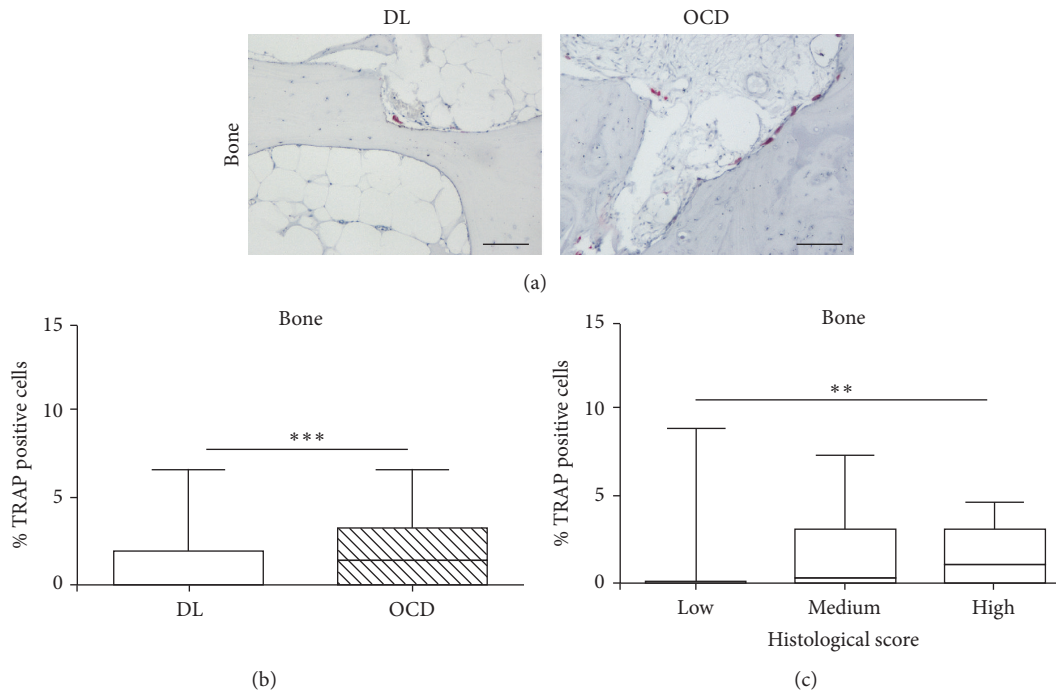 DL
OCD
Bone
(a)
Bone
% TRAP positive cells
15
10
5
0
***
DL
OCD
(b)
Bone
% TRAP positive cells
15
10
5
0
**
Low
Medium
High
Histological score
(c)